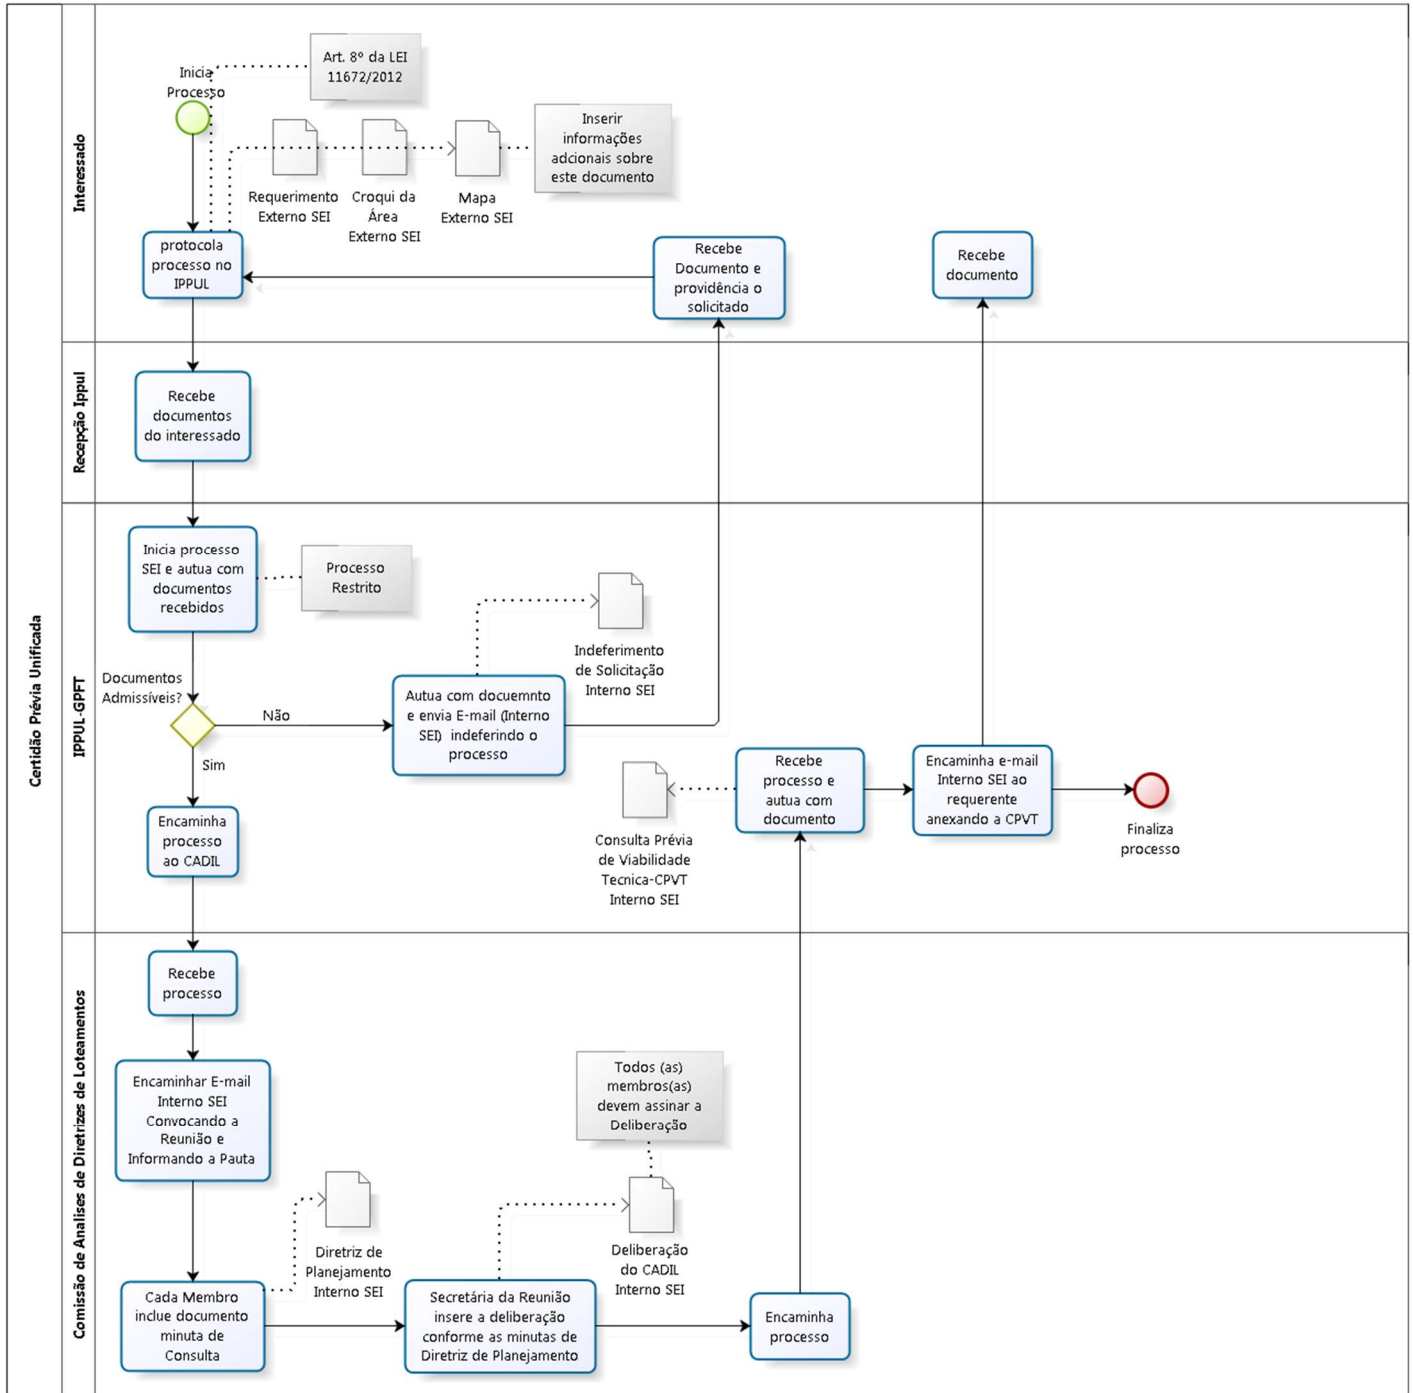 Certidão Prévia Unificada
Interessado
Inicia
Processo
Art. 8º da LEI
11672/2012
Requerimento
Externo SEI
Croqui da
Área
Externo SEI
Mapa
Externo SEI
Inserir
informações
adcionais sobre
este documento
protocola
processo no
IPPUL
Recebe
Documento e
providência o
solicitado
Recebe
documento
Recepção Ippul
Recebe
documentos
do interessado
IPPUL-GPFT
Inicia processo
SEI e autua com
documentos
recebidos
Processo
Restrito
Documentos
Admissíveis?
Não
Sim
Autua com docuemnto
e envia E-mail (Interno
SEI) indeferindo o
processo
Indeferimento
de Solicitação
Interno SEI
Encaminha
processo
ao CADIL
Consulta Prévia
de Viabilidade
Tecnica-CPVT
Interno SEI
Recebe
processo e
autua com
documento
Encaminha e-mail
Interno SEI ao
requerente
anexando a CPVT
Finaliza
processo
Comissão de Analises de Diretrizes de Loteamentos
Recebe
processo
Encaminhar E-mail
Interno SEI
Convocando a
Reunião e
Informando a Pauta
Cada Membro
inclue documento
minuta de
Consulta
Diretriz de
Planejamento
Interno SEI
Secretária da Reunião
insere a deliberação
conforme as minutas de
Diretriz de Planejamento
Todos (as)
membros(as)
devem assinar a
Deliberação
Deliberação
do CADIL
Interno SEI
Encaminha
processo